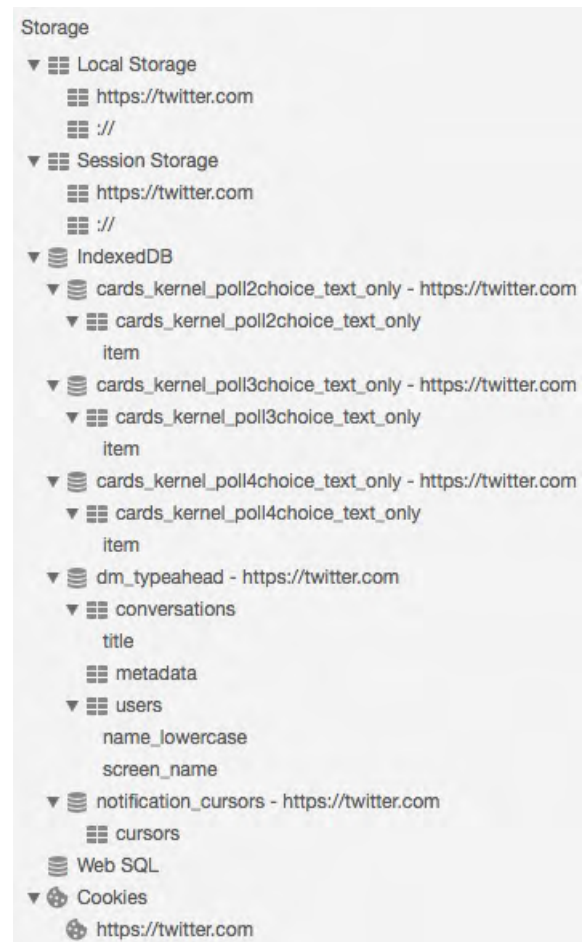 Storage
Local Storage
https://twitter.com
://
Session Storage
https://twitter.com
://
IndexedDB
cards_kernel_poll2choice_text_only - https://twitter.com
cards_kernel_poll2choice_text_only
item
cards_kernel_poll3choice_text_only - https://twitter.com
cards_kernel_poll3choice_text_only
item
cards_kernel_poll4choice_text_only - https://twitter.com
cards_kernel_poll4choice_text_only
item
dm_typeahead - https://twitter.com
conversations
title
metadata
users
name_lowercase
screen_name
notification_cursors - https://twitter.com
cursors
Web SQL
Cookies
https://twitter.com